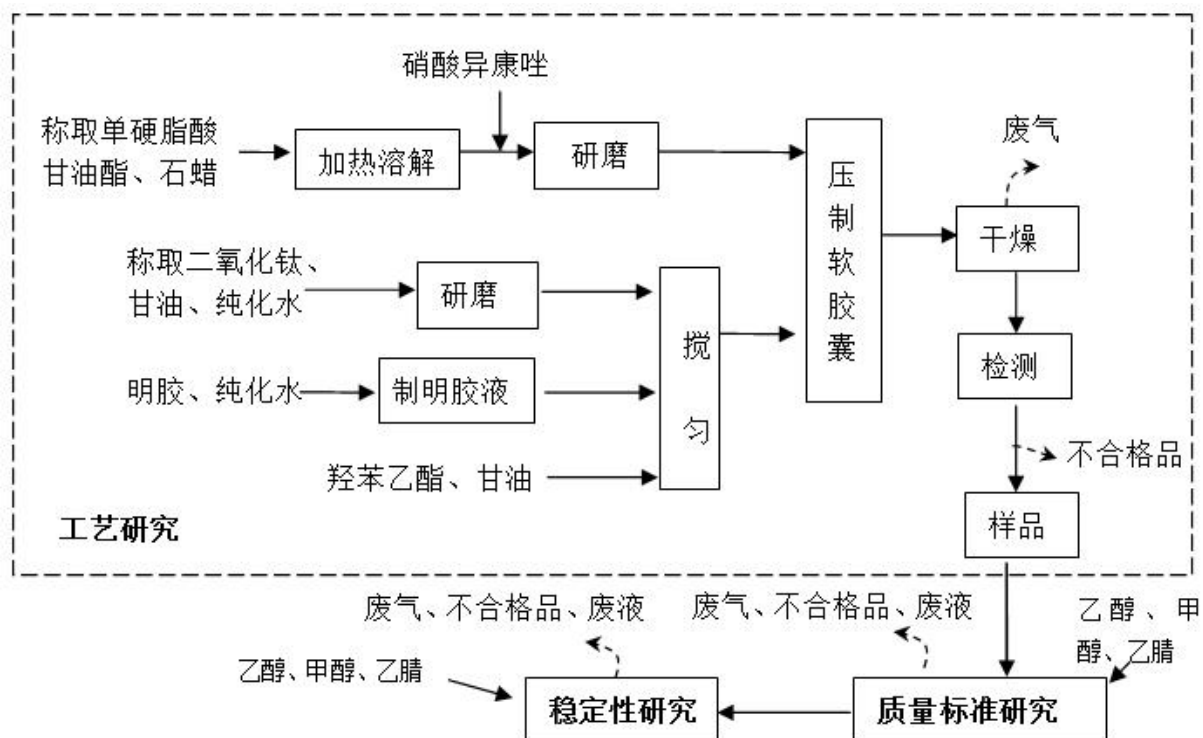 硝酸异康唑
称取单硬脂酸
甘油酯、石蜡
加热溶解
研磨
压制软胶囊
废气
干燥
称取二氧化钛、
甘油、纯化水
研磨
搅匀
检测
明胶、纯化水
制明胶液
不合格品
羟苯乙酯、甘油
样品
工艺研究
废气、不合格品、废液
废气、不合格品、废液
乙醇、甲
醇、乙腈
乙醇、甲醇、乙腈
稳定性研究
质量标准研究